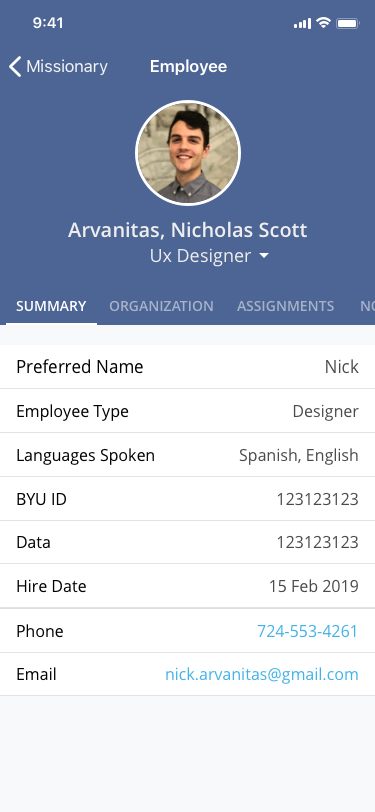 9:41
Missionary Employee
Arvanitas, Nicholas Scott
Ux Designer
SUMMARY ORGANIZATION ASSIGNMENTS
Preferred Name Nick
Employee Type Designer
Languages Spoken Spanish, English
BYU ID 123123123
Data 123123123
Hire Date 15 Feb 2019
Phone 724-553-4261
Email nick.arvanitas@gmail.com